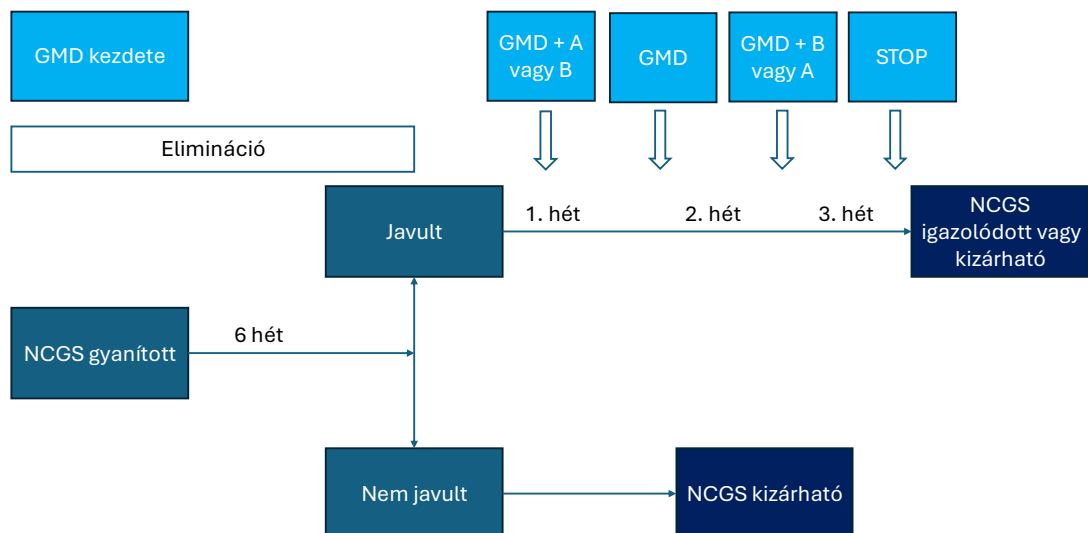 GMD kezdete
GMD + A
vagy B
GMD
GMD + B
vagy A
STOP
Elimináció
Javult
1. hét
2. hét
3. hét
NCGS
igazolódott vagy
kizárható
NCGS gyanított
6 hét
Nem javult
NCGS kizárható